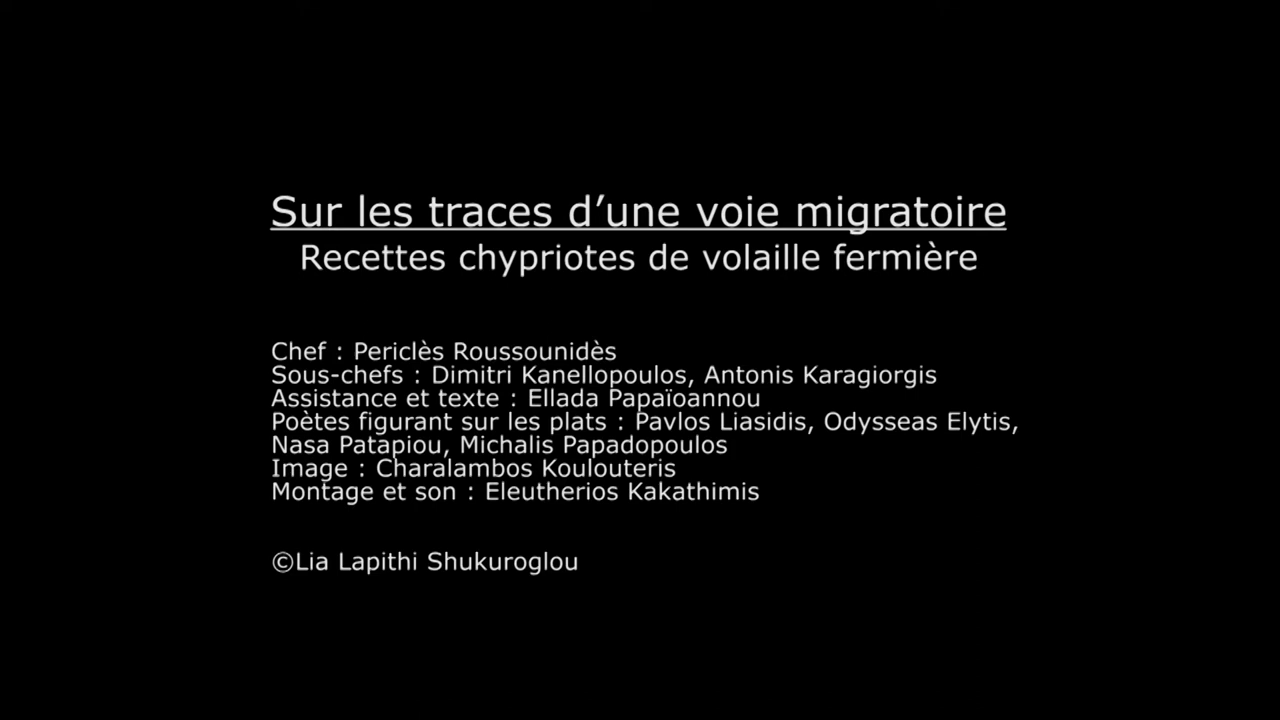 Sur les traces d’une voie migratoire
Recettes chypriotes de volaille fermière
Chef : Periclès Roussounidès
Sous-chefs : Dimitri Kanellopoulos, Antonis Karagiorgis
Assistance et texte : Ellada Papaïoannou
Poètes figurant sur les plats : Pavlos Liasidis, Odysseas Elytis,
Nasa Patapiou, Michalis Papadopoulos
Image : Charalambos Koulouteris
Montage et son : Eleutherios Kakathimis
©Lia Lapithi Shukuroglou